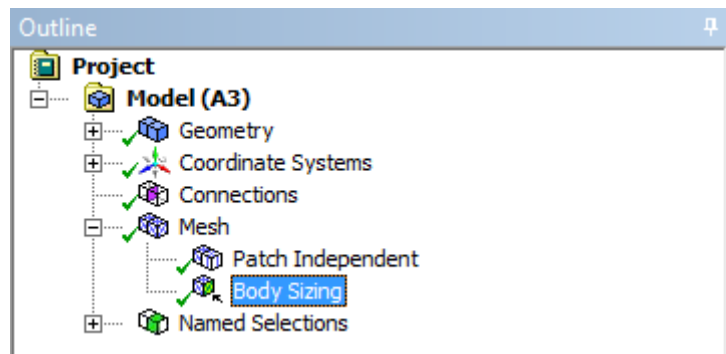 Outline
Project
Model (A3)
Geometry
Coordinate Systems
Connections
Mesh
Patch Independent
Body Sizing
Named Selections